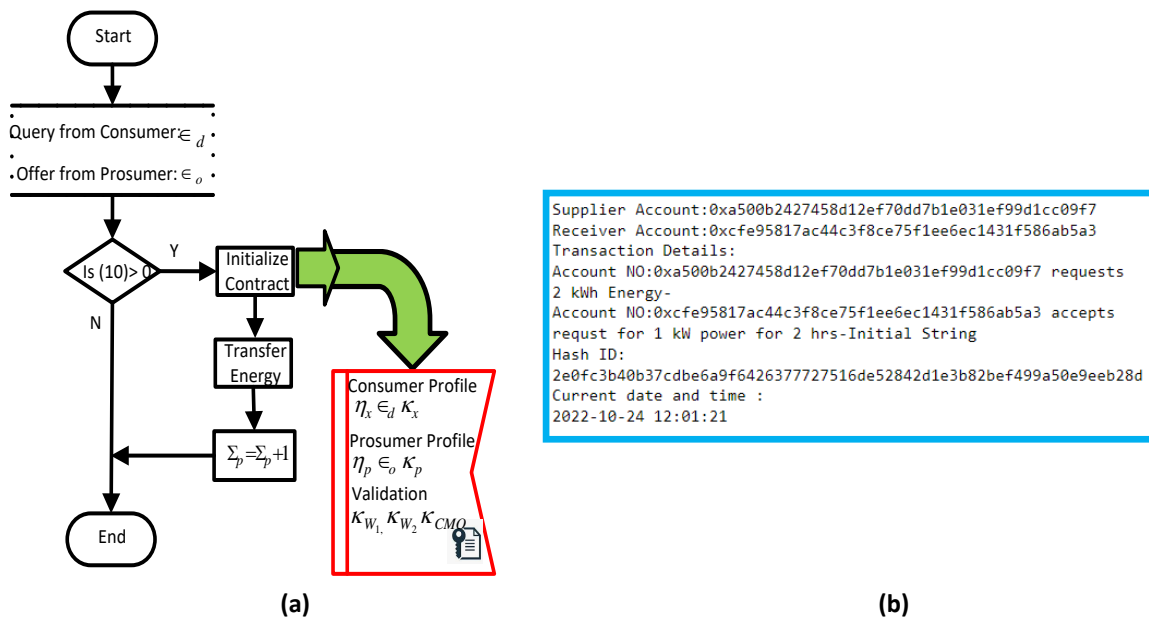 Start
Query from Consumer:∈d
Offer from Prosumer: ∈o
Is (10)> 0
Y
N
Initialize
Contract
Transfer
Energy
Σp=Σp+1
End
Consumer Profile
ηx ∈d κx
Prosumer Profile
ηp ∈o κp
Validation
κW1, κW2 κCMO
(a)
Supplier Account:0xa500b2427458d12ef70dd7b1e031ef99d1cc09f7
Receiver Account:0xcfe95817ac44c3f8ce75f1ee6ec1431f586ab5a3
Transaction Details:
Account NO:0xa500b2427458d12ef70dd7b1e031ef99d1cc09f7 requests
2 kWh Energy-
Account NO:0xcfe95817ac44c3f8ce75f1ee6ec1431f586ab5a3 accepts
requst for 1 kW power for 2 hrs-Initial String
Hash ID:
2e0fc3b40b37cdbe6a9f6426377727516de52842d1e3b82bef499a50e9eeb28d
Current date and time :
2022-10-24 12:01:21
(b)